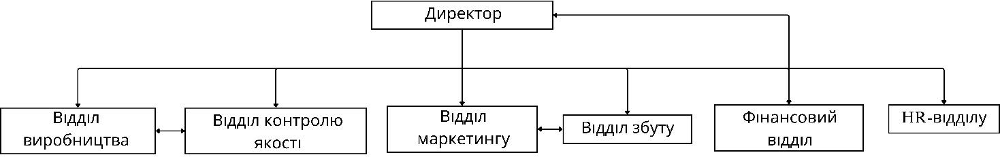 Директор
Відділ
виробництва
Відділ контролю
якості
Відділ
маркетингу
Відділ збуту
Фінансовий
відділ
HR-відділу